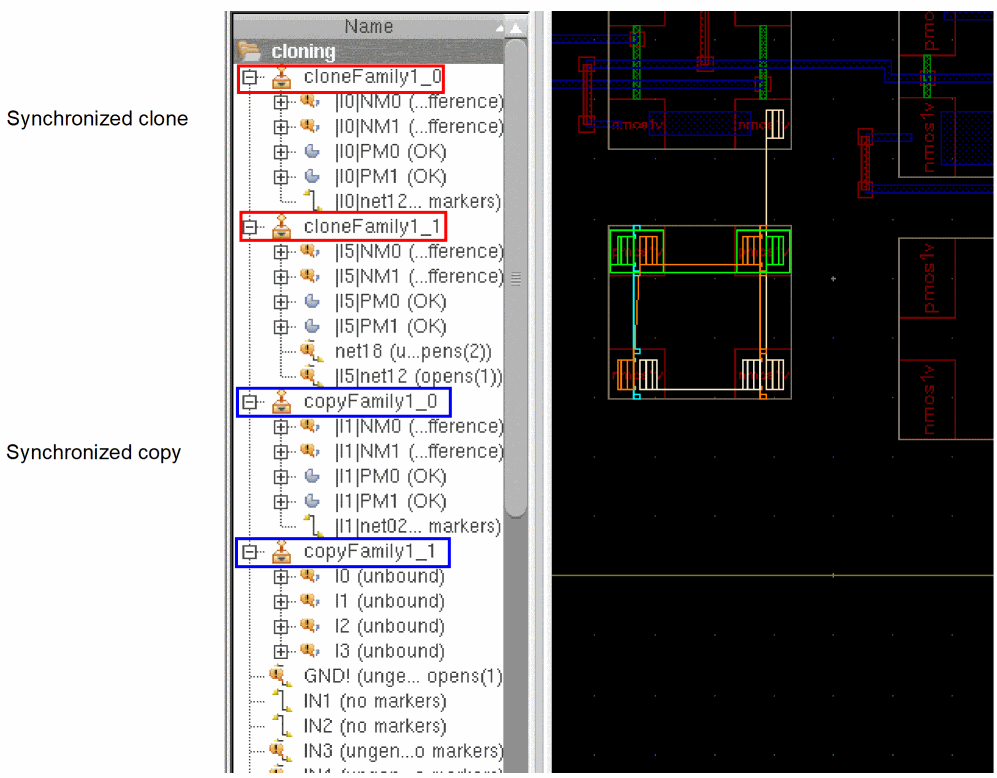 Name
cloning
cloneFamily1_0
Synchronized clone
|I0|NM0 (...fference)
|I0|NM1 (...fference)
|I0|PM0 (OK)
|I0|PM1 (OK)
|I0|net12... markers)
cloneFamily1_1
|I5|NM0 (...fference)
|I5|NM1 (...fference)
|I5|PM0 (OK)
|I5|PM1 (OK)
net18 (u...pens(2))
|I5|net12 (opens(1))
copyFamily1_0
Synchronized copy
|I1|NM0 (...fference)
|I1|NM1 (...fference)
|I1|PM0 (OK)
|I1|PM1 (OK)
|I1|net02... markers)
copyFamily1_1
I0 (unbound)
I1 (unbound)
I2 (unbound)
I3 (unbound)
GND! (unge... opens(1)
IN1 (no markers)
IN2 (no markers)
IN3 (ungen...o markers)
nmos1v
nmos1v
nmos1v
pmos1v
nmos1v